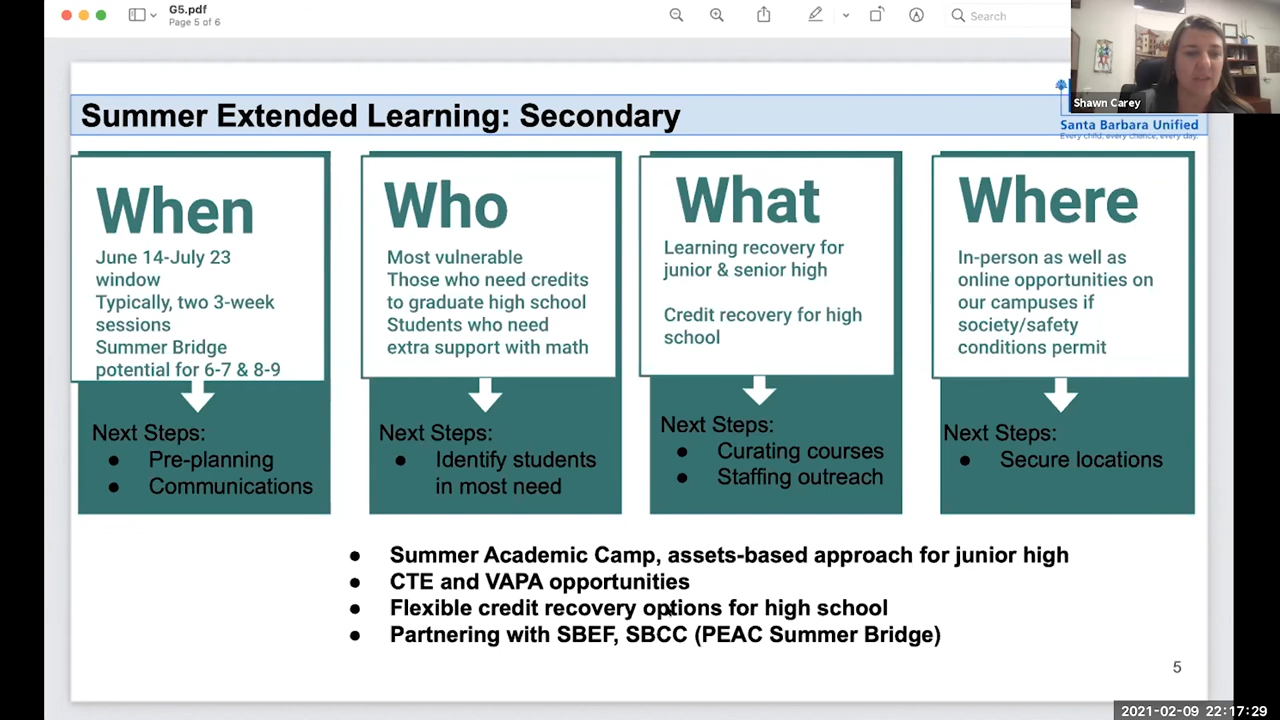 G5.pdf
Page 5 of 6
Search
Shawn Carey
Summer Extended Learning: Secondary
Santa Barbara Unified
Every child, every chance, every day.
When
June 14-July 23
window
Typically, two 3-week
sessions
Summer Bridge
potential for 6-7 & 8-9
Next Steps:
● Pre-planning
● Communications
Who
Most vulnerable
Those who need credits
to graduate high school
Students who need
extra support with math
Next Steps:
● Identify students
in most need
What
Learning recovery for
junior & senior high
Credit recovery for high
school
Next Steps:
● Curating courses
● Staffing outreach
Where
In-person as well as
online opportunities on
our campuses if
society/safety
conditions permit
Next Steps:
● Secure locations
● Summer Academic Camp, assets-based approach for junior high
● CTE and VAPA opportunities
● Flexible credit recovery options for high school
● Partnering with SBEF, SBCC (PEAC Summer Bridge)
5
2021-02-09 22:17:29